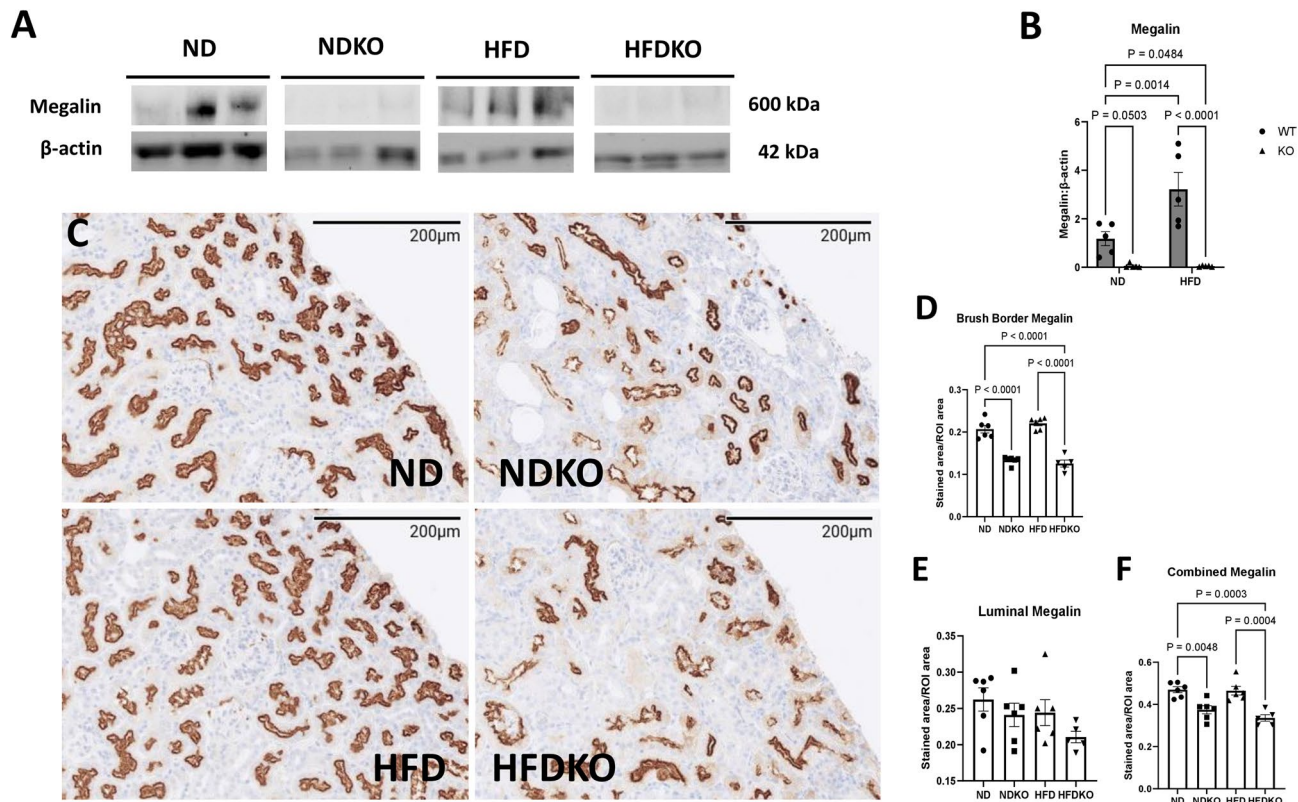 A
ND
NDKO
HFD
HFDKO
Megalin
600 kDa
β-actin
42 kDa
B
Megalin
P = 0.0484
P = 0.0014
P = 0.0503
P < 0.0001
WT
KO
Megalin:β-actin
6
4
2
0
ND
HFD
C
200μm
ND
200μm
NDKO
200μm
HFD
200μm
HFDKO
D
Brush Border Megalin
P < 0.0001
P < 0.0001
P < 0.0001
Stained area/ROI area
0.3
0.2
0.1
0.0
ND
NDKO
HFD
HFDKO
E
Luminal Megalin
Stained area/ROI area
0.35
0.30
0.25
0.20
0.15
ND
NDKO
HFD
HFDKO
F
Combined Megalin
P = 0.0003
P = 0.0004
P = 0.0048
Stained area/ROI area
0.6
0.4
0.2
0.0
ND
NDKO
HFD
HFDKO